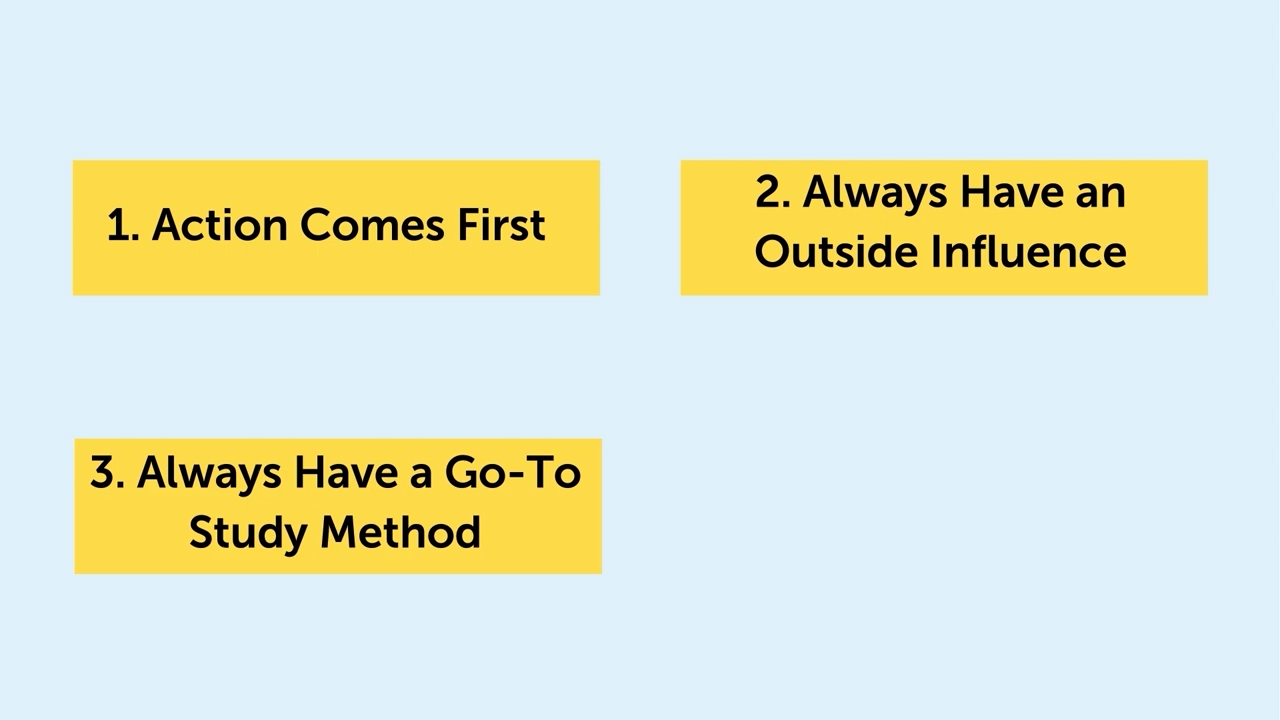 1. Action Comes First
2. Always Have an
Outside Influence
3. Always Have a Go-To
Study Method